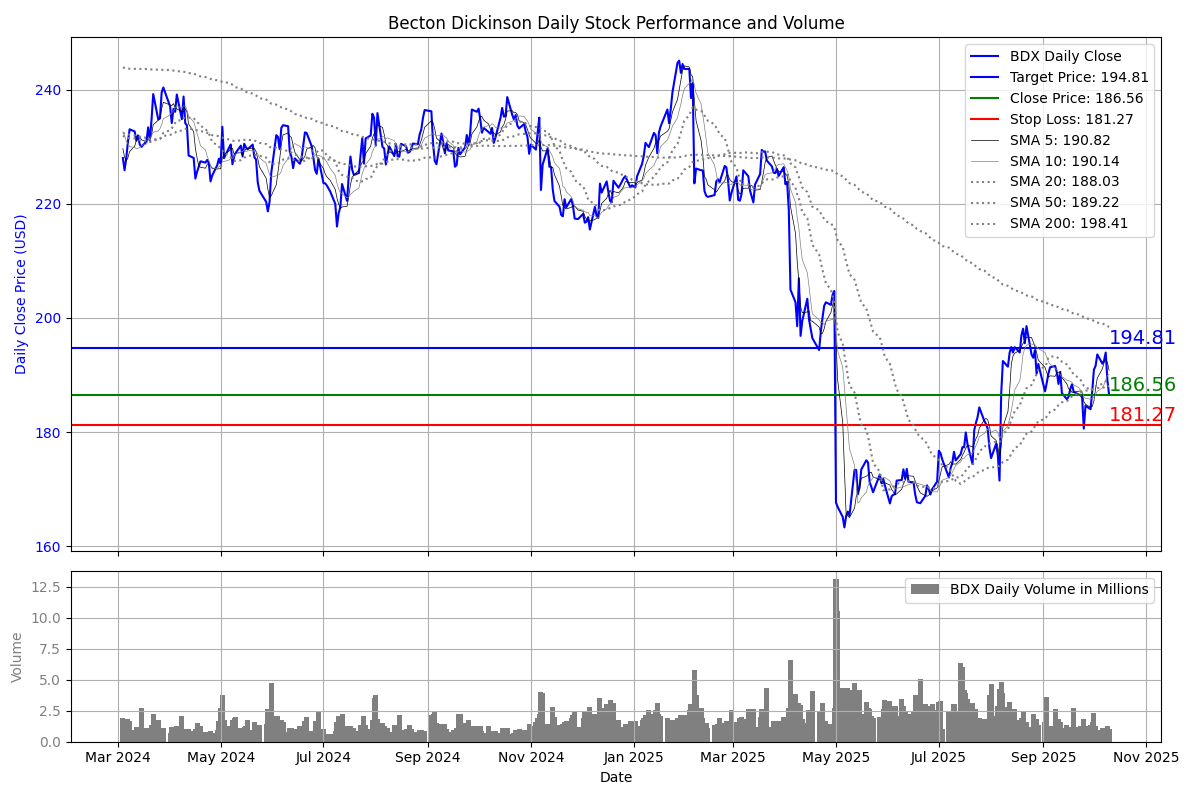 Becton Dickinson Daily Stock Performance and Volume
BDX Daily Close
Target Price: 194.81
Close Price: 186.56
Stop Loss: 181.27
SMA 5: 190.82
SMA 10: 190.14
SMA 20: 188.03
SMA 50: 189.22
SMA 200: 198.41
Daily Close Price (USD)
240
220
200
180
160
194.81
186.56
181.27
BDX Daily Volume in Millions
Volume
12.5
10.0
7.5
5.0
2.5
0.0
Mar 2024 May 2024 Jul 2024 Sep 2024 Nov 2024 Jan 2025 Mar 2025 May 2025 Jul 2025 Sep 2025 Nov 2025
Date